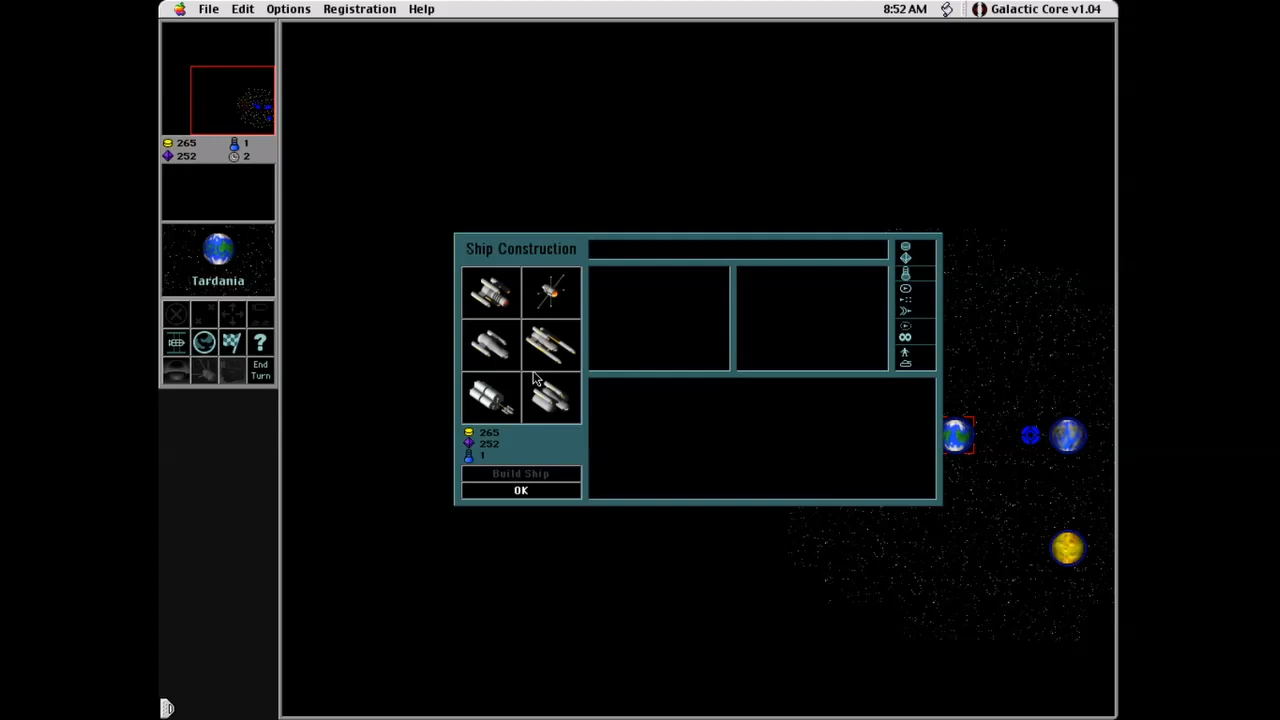 File Edit Options Registration Help 8:52 AM Galactic Core v1.04
265 1
252 2
Tardania
?
End
Turn
Ship Construction
265
252
1
Build Ship
OK